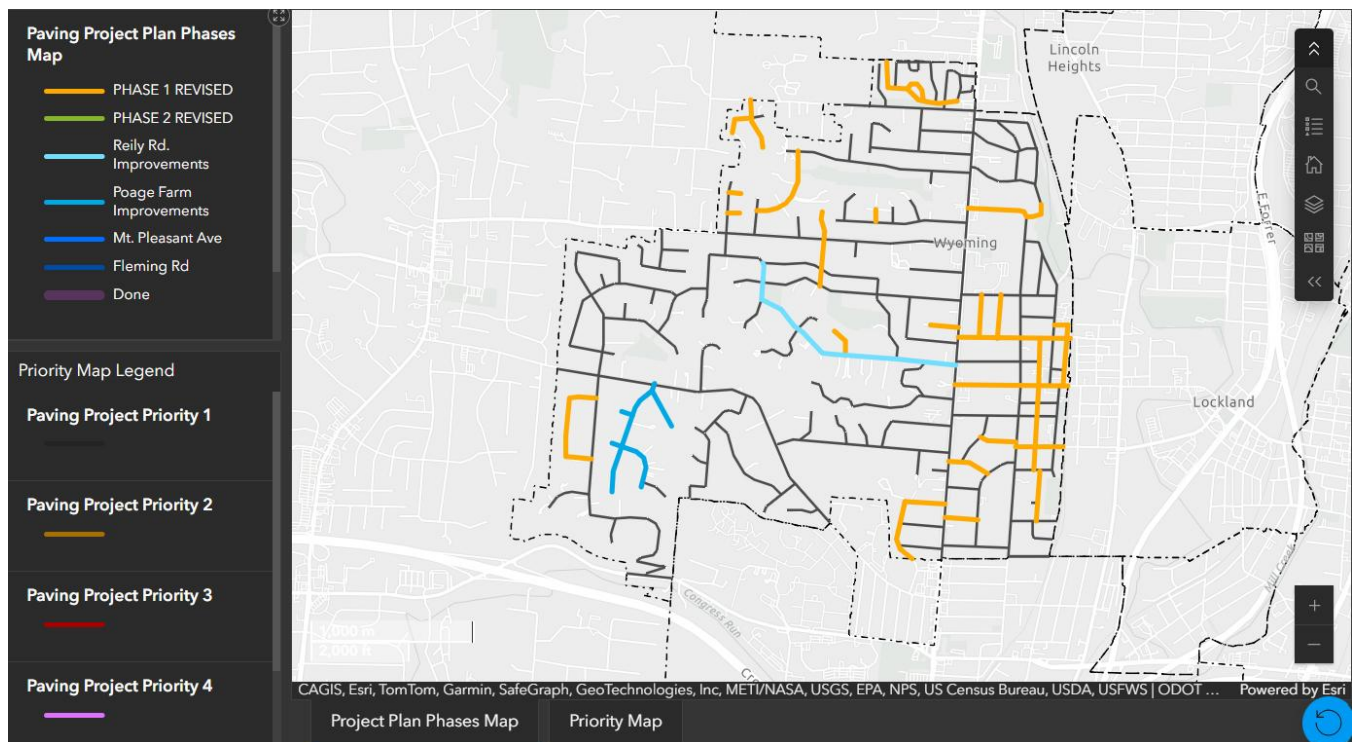 Paving Project Plan Phases
Map
PHASE 1 REVISED
PHASE 2 REVISED
Reily Rd.
Improvements
Poage Farm
Improvements
Mt. Pleasant Ave
Fleming Rd
Done
Priority Map Legend
Paving Project Priority 1
Paving Project Priority 2
Paving Project Priority 3
Paving Project Priority 4
Lincoln
Heights
E Forrer
Wyoming
Lockland
Mill Creek
Congress Run
1,000 m
2,000 ft
CAGIS, Esri, TomTom, Garmin, SafeGraph, GeoTechnologies, Inc, METI/NASA, USGS, EPA, NPS, US Census Bureau, USDA, USFWS | ODOT ...
Powered by Esri
Project Plan Phases Map
Priority Map